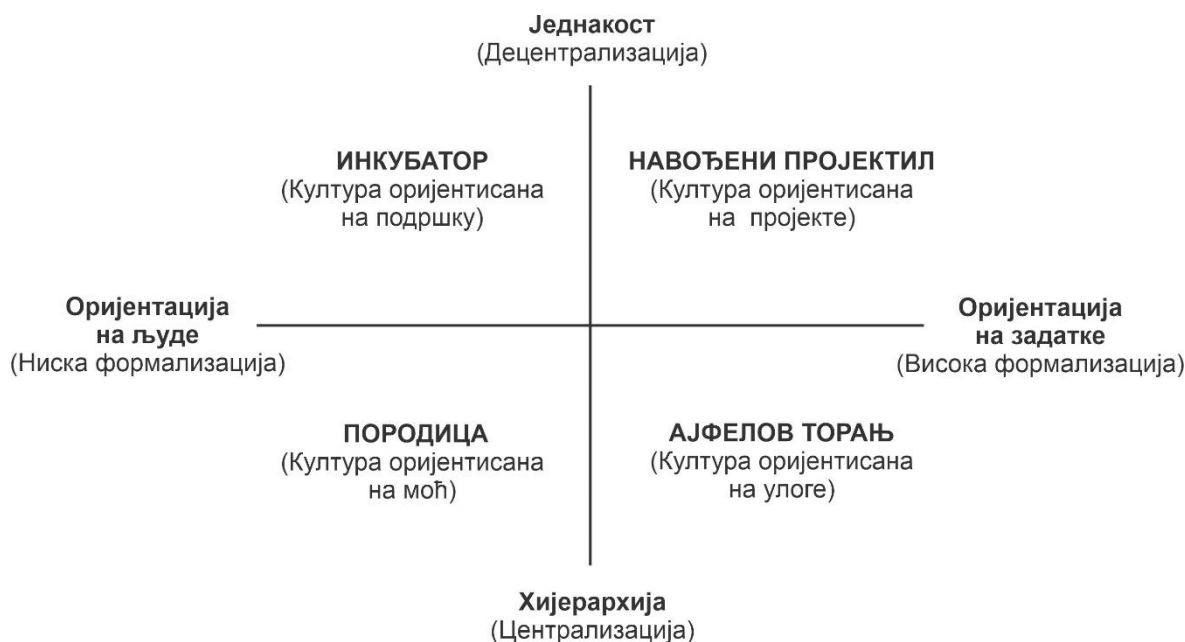 Једнакост
(Децентрализација)
ИНКУБАТОР
(Култура оријентисана
на подршку)
НАВОЂЕНИ ПРОЈЕКТИЛ
(Култура оријентисана
на пројекте)
Оријентација
на људе
(Ниска формализација)
Оријентација
на задатке
(Висока формализација)
ПОРОДИЦА
(Култура оријентисана
на моћ)
АЈФЕЛОВ ТОРАЊ
(Култура оријентисана
на улоге)
Хијерархија
(Централизација)